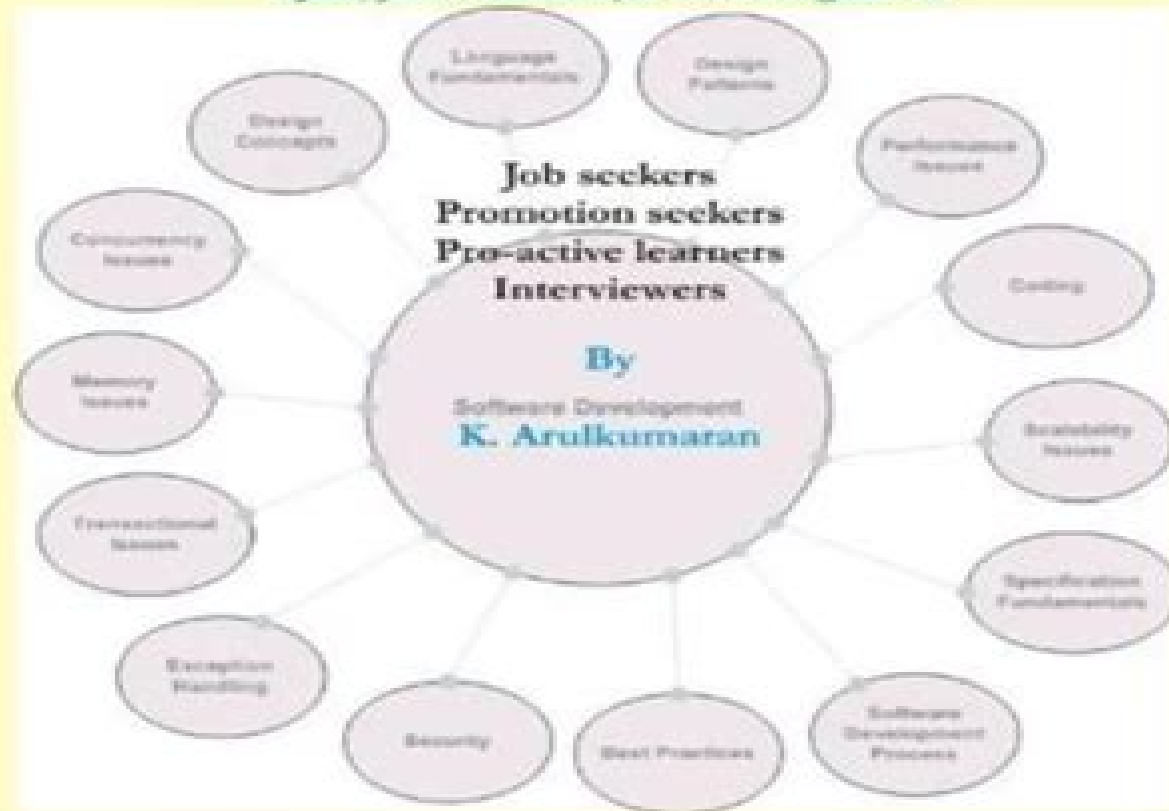 Language
Fundamentals
Design
Patterns
Design
Concepts
Performance
Issues
Job seekers
Promotion seekers
Pro-active learners
Interviewers
Concurrency
Issues
Coding
By
Software Development
K. Arulkumaran
Memory
Issues
Scalability
Issues
Transactional
Issues
Specification
Fundamentals
Exception
Handling
Security
Best Practices
Software
Development
Process